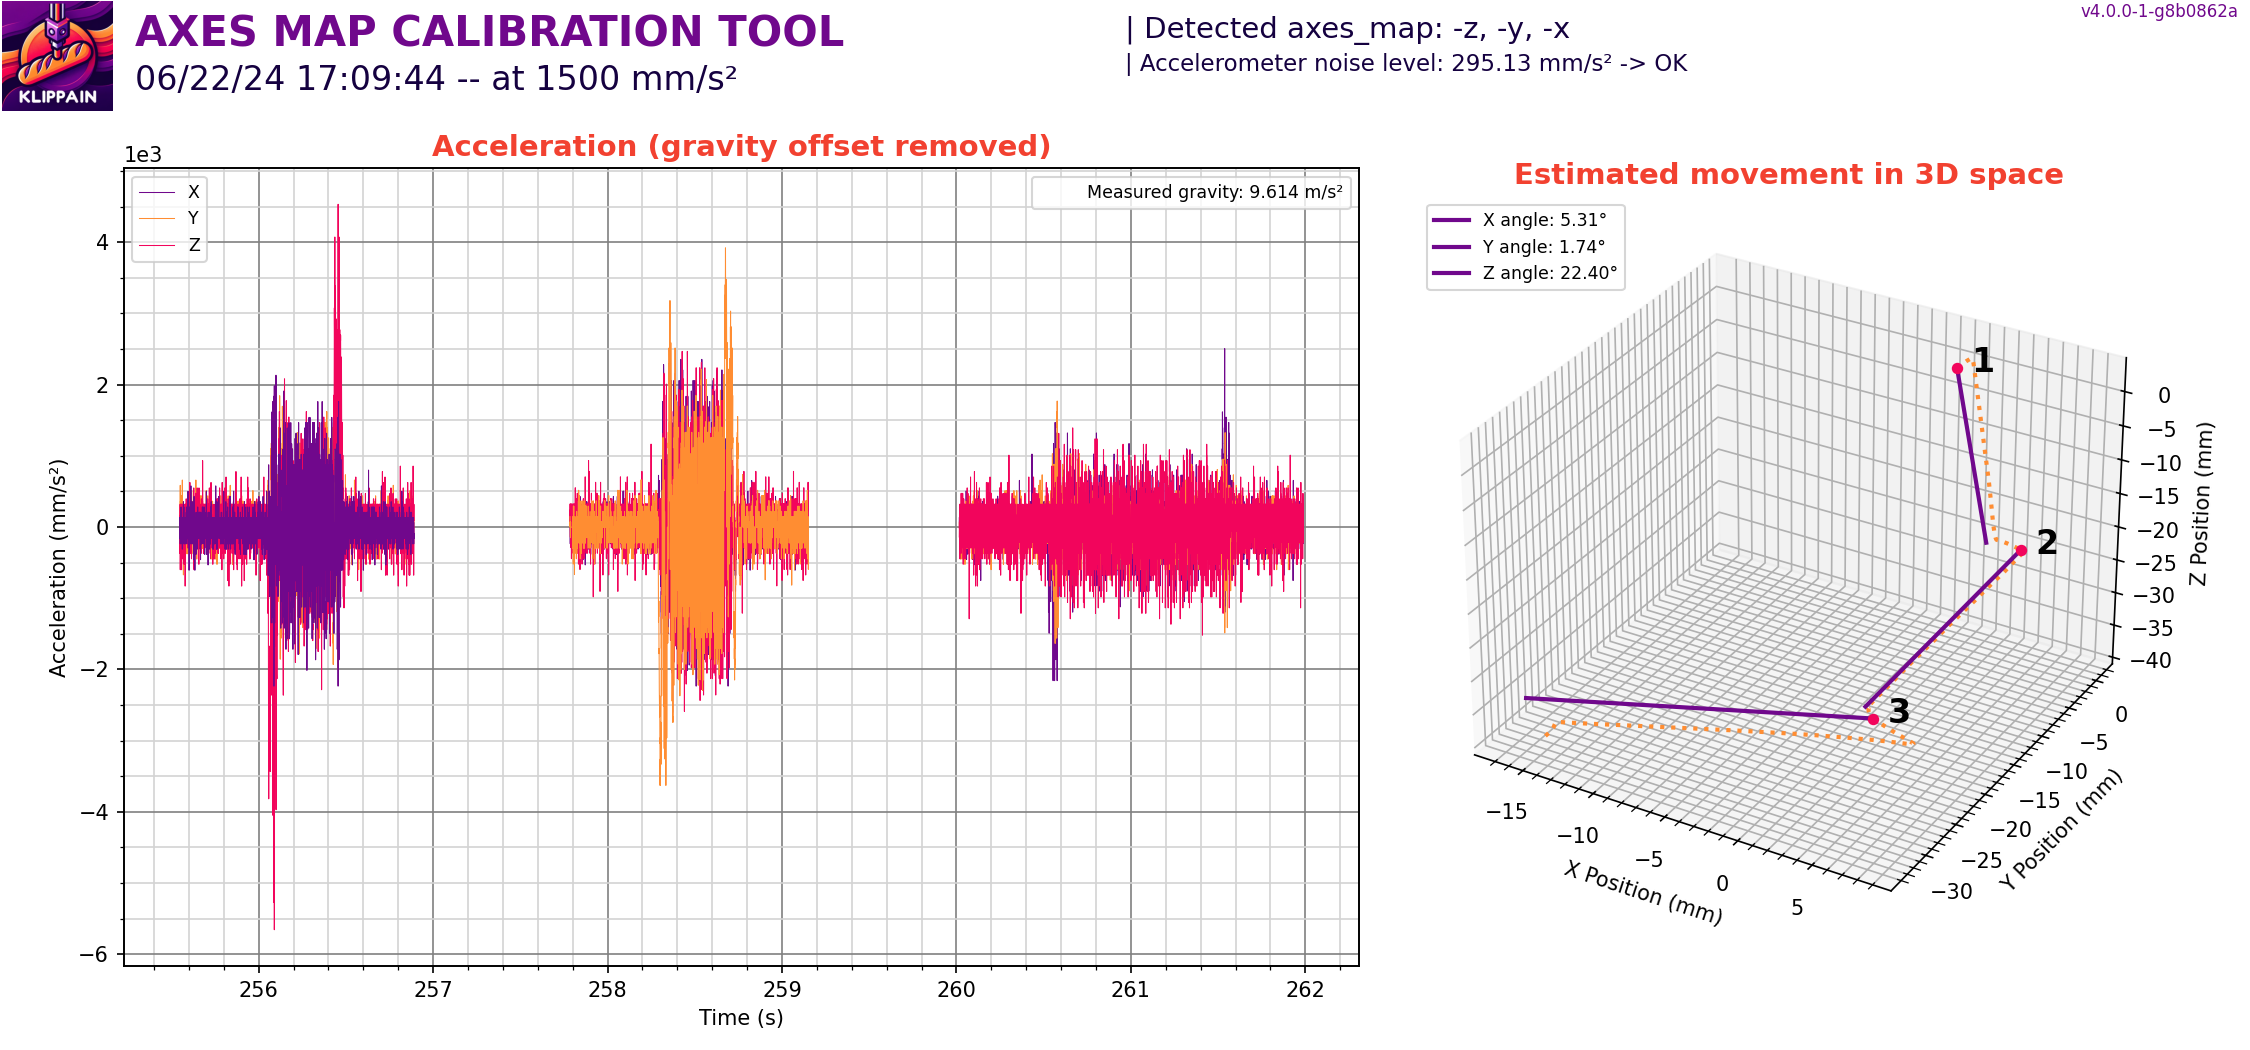 KLIPPAIN
AXES MAP CALIBRATION TOOL
06/22/24 17:09:44 -- at 1500 mm/s²
| Detected axes_map: -z, -y, -x
| Accelerometer noise level: 295.13 mm/s² -> OK
v4.0.0-1-g8b0862a
Acceleration (gravity offset removed)
1e3
X
Y
Z
Measured gravity: 9.614 m/s²
4
2
0
−2
−4
−6
Acceleration (mm/s²)
256 257 258 259 260 261 262
Time (s)
Estimated movement in 3D space
X angle: 5.31°
Y angle: 1.74°
Z angle: 22.40°
1
2
3
0
−5
−10
−15
−20
−25
−30
−35
−40
Z Position (mm)
0
−5
−10
−15
−20
−25
−30
Y Position (mm)
−15
−10
−5
0
5
X Position (mm)